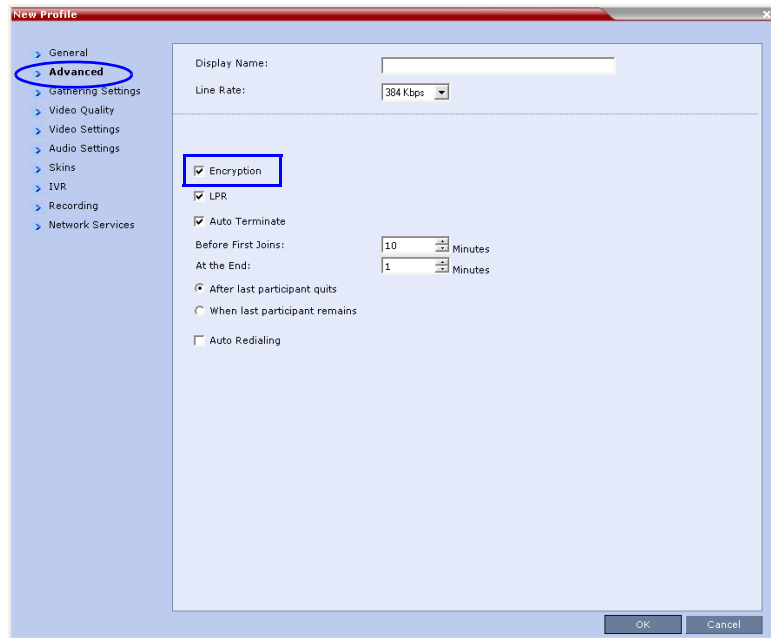 New Profile
General
Advanced
Gathering Settings
Video Quality
Video Settings
Audio Settings
Skins
IVR
Recording
Network Services
Display Name:
Line Rate: 384 Kbps
Encryption
LPR
Auto Terminate
Before First Joins: 10 Minutes
At the End: 1 Minutes
After last participant quits
When last participant remains
Auto Redialing
OK Cancel